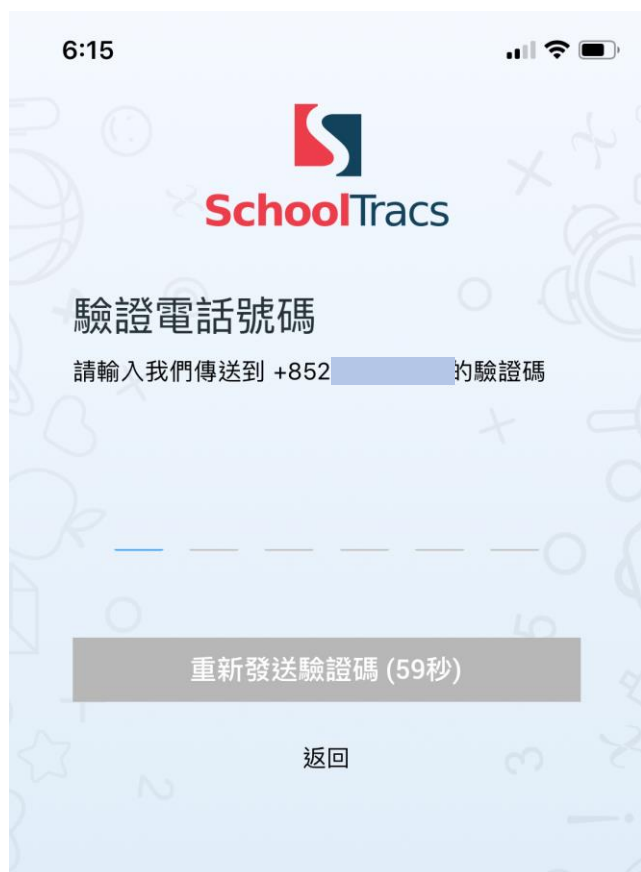 6:15
SchoolTracs
驗證電話號碼
請輸入我們傳送到 +852 的驗證碼
重新發送驗證碼 (59秒)
返回